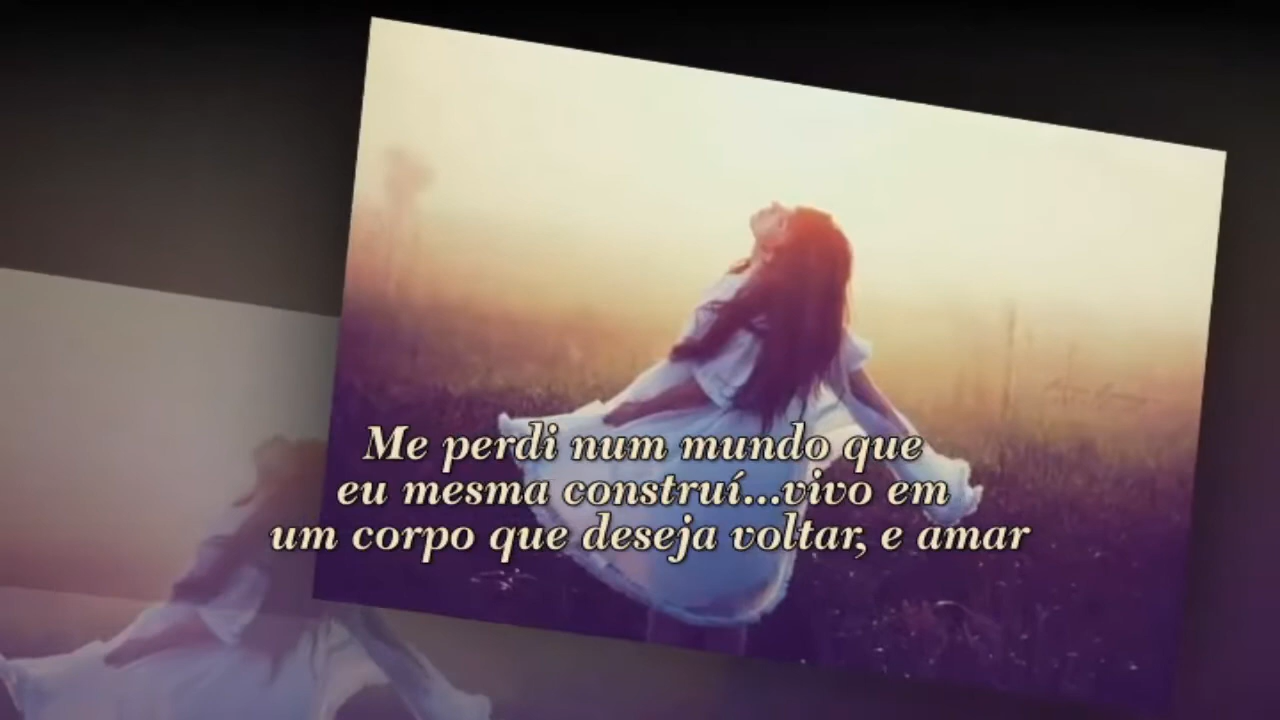 Me perdi num mundo que
eu mesma construí...vivo em
um corpo que deseja voltar, e amar